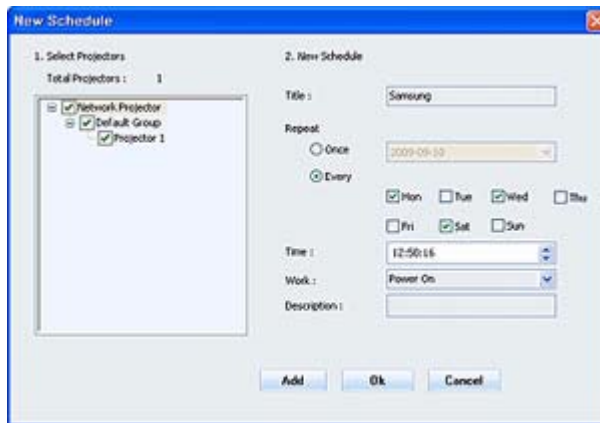 New Schedule
1. Select Projectors
Total Projectors : 1
Network Projector
Default Group
Projector 1
2. New Schedule
Title : Samsung
Repeat
Once 2009-09-10
Every
Mon Tue Wed Thu
Fri Sat Sun
Time : 12:50:16
Work : Power On
Description :
Add Ok Cancel